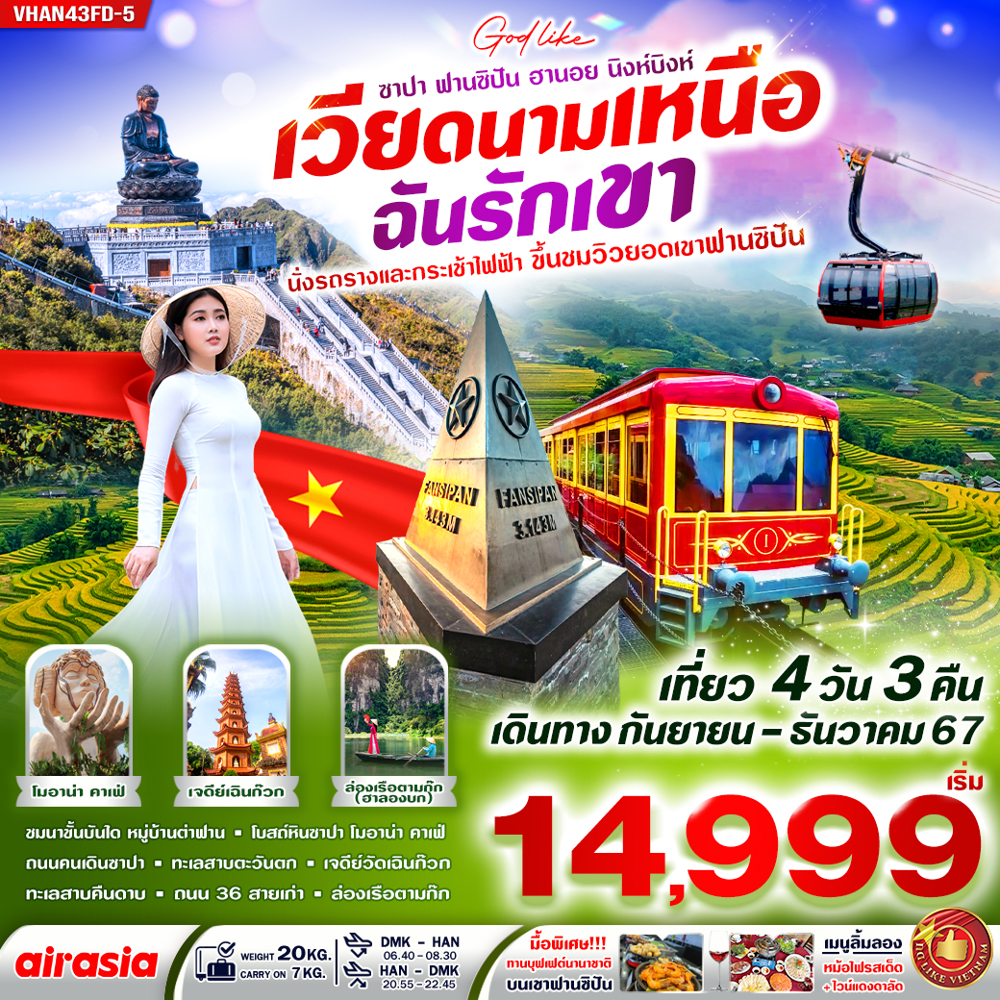 VHAN43FD-5
God like
ซาปา ฟานซิปัน ฮานอย นิงห์บิงห์
เวียดนามเหนือ
ฉันรักเขา
นั่งรถรางและกระเช้าไฟฟ้า ขึ้นชมวิวยอดเขาฟานซิปัน
FANSIPAN
3.143M
FANSIPAN
3.143M
I
เที่ยว 4 วัน 3 คืน
เดินทาง กันยายน – ธันวาคม 67
เริ่ม
14,999
โมอาน่า คาเฟ่
เจดีย์เฉินก๊วก
ล่องเรือตามก๊ก
(ฮาลองบก)
ชมนาขั้นบันใด หมู่บ้านต่าฟาน ▪ โบสถ์หินซาปา โมอาน่า คาเฟ่
ถนนคนเดินซาปา ▪ ทะเลสาบตะวันตก ▪ เจดีย์วัดเฉินก๊วก
ทะเลสาบคืนดาบ ▪ ถนน 36 สายเก่า ▪ ล่องเรือตามก๊ก
airasia
WEIGHT 20KG.
CARRY ON 7 KG.
DMK - HAN
06.40 - 08.30
HAN - DMK
20.55 - 22.45
มื้อพิเศษ!!!
ทานบุฟเฟต์นานาชาติ
บนเขาฟานซิปัน
เมนูลิ้มลอง
หม้อไฟรสเด็ด
+ ไวน์แดงดาลัด
ถูกLIKE VIETNAM